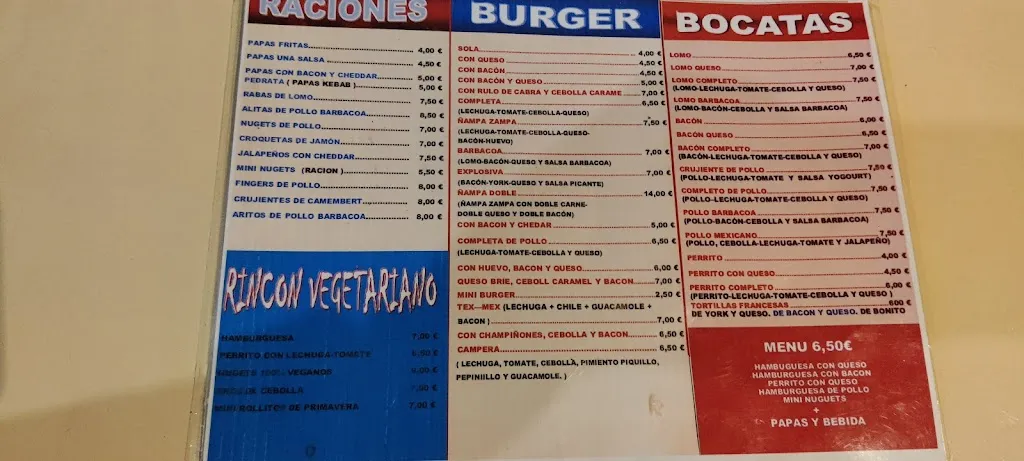 RACIONES
PAPAS FRITAS 4,00 €
PAPAS UNA SALSA 4,50 €
PAPAS CON BACON Y CHEDDAR 5,00 €
PEDRATA ( PAPAS KEBAB ) 5,00 €
RABAS DE LOMO 7,50 €
ALITAS DE POLLO BARBACOA 8,50 €
NUGETS DE POLLO 7,00 €
CROQUETAS DE JAMÓN 7,00 €
JALAPEÑOS CON CHEDDAR 7,50 €
MINI NUGETS (RACION) 5,50 €
FINGERS DE POLLO 8,00 €
CRUJIENTES DE CAMEMBERT 8,00 €
ARITOS DE POLLO BARBACOA 8,00 €
RINCON VEGETARIANO
HAMBURGUESA 7,00 €
PERRITO CON LECHUGA-TOMATE 6,50 €
VEGANOS
DE CEBOLLA
MINI ROLLITOS DE PRIMAVERA 7,00 €
BURGER
SOLA 4,00 €
CON QUESO 4,50 €
CON BACÓN 4,50 €
CON BACÓN Y QUESO 5,00 €
CON RULO DE CABRA Y CEBOLLA CARAME 7,00 €
COMPLETA 6,50 €
(LECHUGA-TOMATE-CEBOLLA-QUESO)
ÑAMPA ZAMPA 7,50 €
(LECHUGA-TOMATE-CEBOLLA-QUESO-
BACÓN-HUEVO)
BARBACOA 7,00 €
(LOMO-BACÓN-QUESO Y SALSA BARBACOA)
EXPLOSIVA 7,00 €
(BACÓN-YORK-QUESO Y SALSA PICANTE)
ÑAMPA DOBLE 14,00 €
(ÑAMPA ZAMPA CON DOBLE CARNE-
DOBLE QUESO Y DOBLE BACÓN)
CON BACON Y CHEDAR 5,00 €
COMPLETA DE POLLO 6,50 €
(LECHUGA-TOMATE-CEBOLLA Y QUESO)
CON HUEVO, BACON Y QUESO 6,00 €
QUESO BRIE, CEBOLL CARAMEL Y BACON 7,00 €
MINI BURGER 2,50 €
TEX—MEX (LECHUGA + CHILE + GUACAMOLE +
BACON ) 7,00 €
CON CHAMPIÑONES, CEBOLLA Y BACON 6,50 €
CAMPERA 6,50 €
( LECHUGA, TOMATE, CEBOLLA, PIMIENTO PIQUILLO,
PEPINIILLO Y GUACAMOLE. )
BOCATAS
LOMO 6,50 €
LOMO QUESO 7,00 €
LOMO COMPLETO 7,50 €
(LOMO-LECHUGA-TOMATE-CEBOLLA Y QUESO)
LOMO BARBACOA 7,50 €
(LOMO-BACÓN-CEBOLLA Y SALSA BARBACOA)
BACÓN 6,00 €
BACÓN QUESO 6,50 €
BACÓN COMPLETO 7,00 €
(BACÓN-LECHUGA-TOMATE-CEBOLLA Y QUESO)
CRUJIENTE DE POLLO 7,50 €
(POLLO-LECHUGA-TOMATE Y SALSA YOGOURT)
COMPLETO DE POLLO 7,50 €
(POLLO-LECHUGA-TOMATE-CEBOLLA Y QUESO)
POLLO BARBACOA 7,50 €
(POLLO-BACÓN-CEBOLLA Y SALSA BARBACOA)
POLLO MEXICANO 7,50 €
(POLLO, CEBOLLA-LECHUGA-TOMATE Y JALAPEÑO)
PERRITO 4,00 €
PERRITO CON QUESO 4,50 €
PERRITO COMPLETO 6,00 €
(PERRITO-LECHUGA-TOMATE-CEBOLLA Y QUESO )
TORTILLAS FRANCESAS 600 €
DE YORK Y QUESO. DE BACON Y QUESO. DE BONITO
MENU 6,50€
HAMBUGUESA CON QUESO
HAMBURGUESA CON BACON
PERRITO CON QUESO
HAMBURGUESA DE POLLO
MINI NUGUETS
+
PAPAS Y BEBIDA